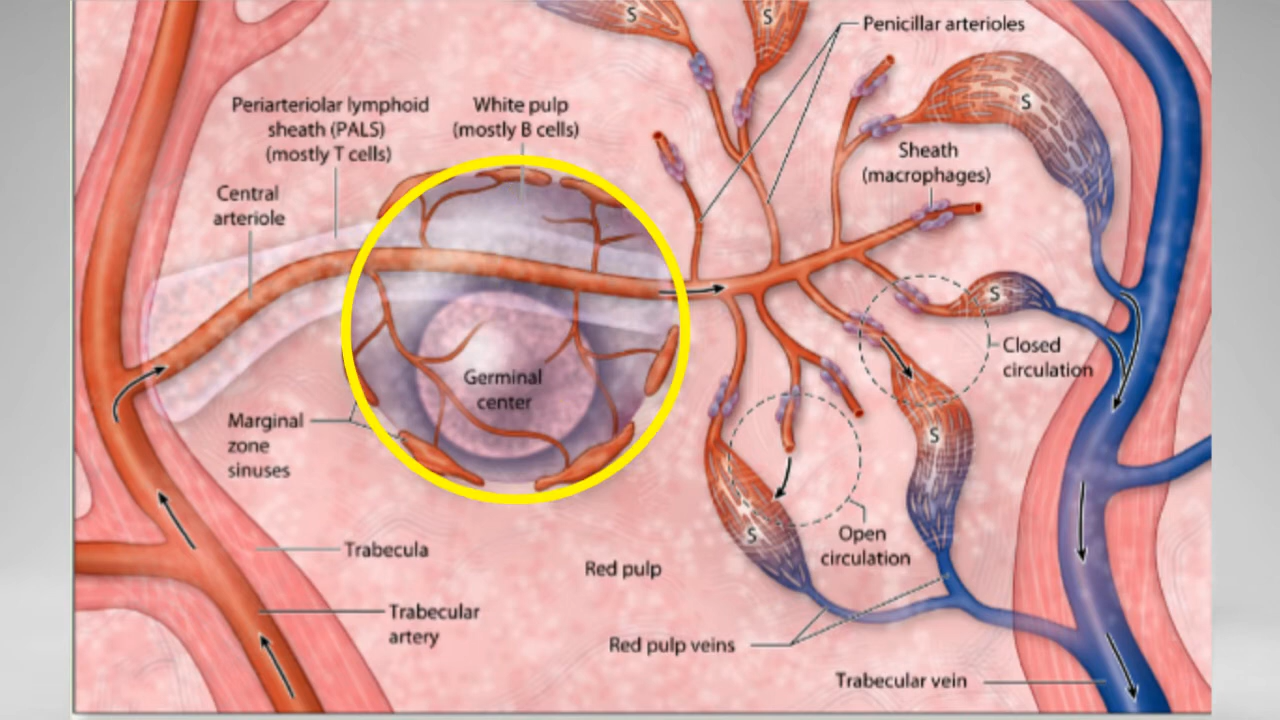 S
S
Penicillar arterioles
Periarteriolar lymphoid
sheath (PALS)
(mostly T cells)
White pulp
(mostly B cells)
S
Sheath
(macrophages)
Central
arteriole
S
Closed
circulation
Germinal
center
Marginal
zone
sinuses
S
S
Open
circulation
Trabecula
Red pulp
Trabecular
artery
Red pulp veins
Trabecular vein